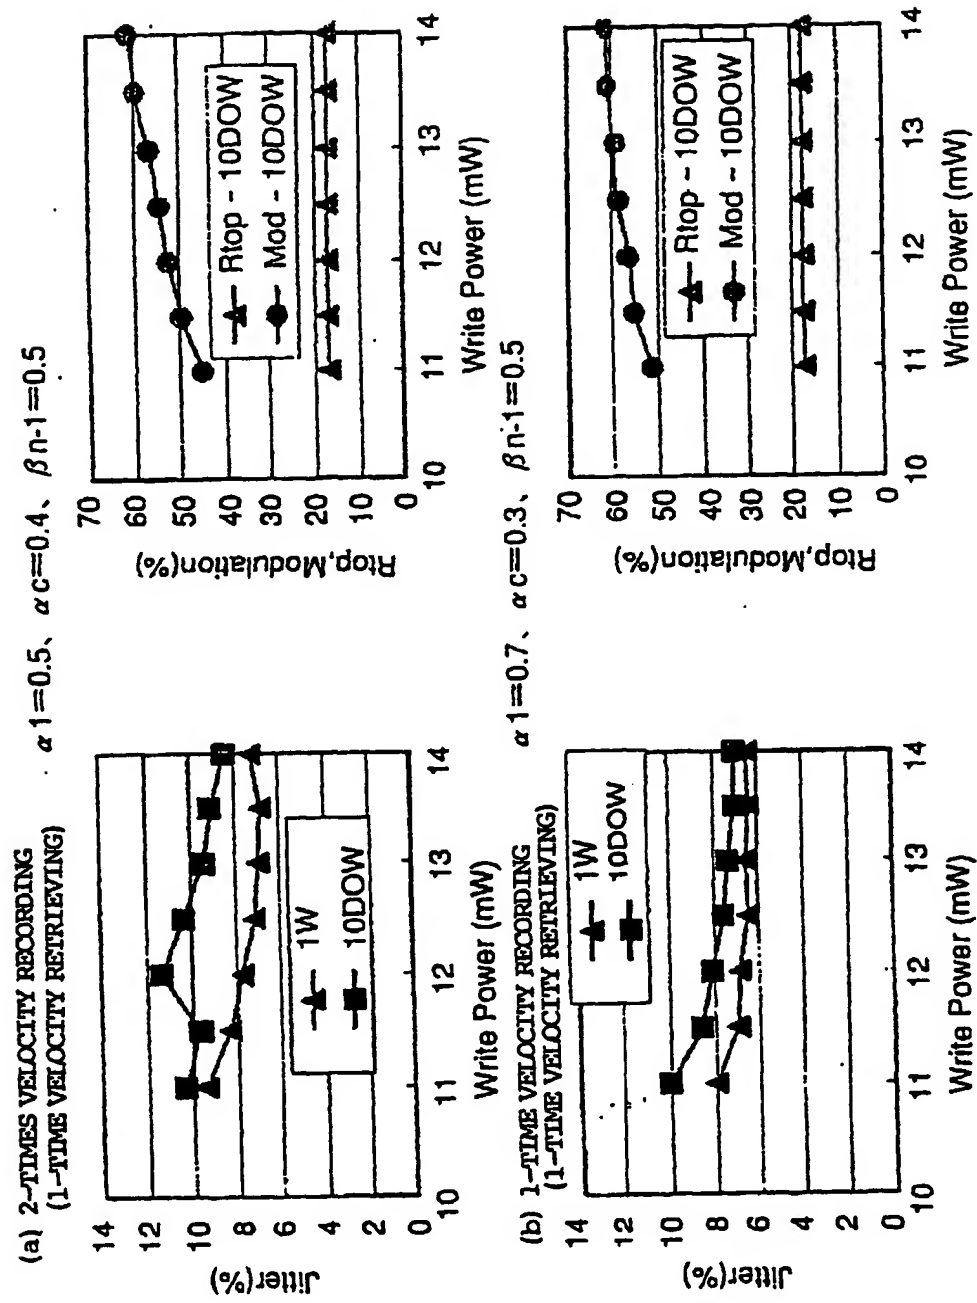 (a) 2-TIMES VELOCITY RECORDING
(1-TIME VELOCITY RETRIEVING)
α1=0.5、 αc=0.4、 βn-1=0.5
Jitter(%)
14
12
10
8
6
4
2
0
1W
10DOW
10
11
12
13
14
Write Power (mW)
Rtop,Modulation(%)
70
60
50
40
30
20
10
0
Rtop - 10DOW
Mod - 10DOW
10
11
12
13
14
Write Power (mW)
(b) 1-TIME VELOCITY RECORDING
(1-TIME VELOCITY RETRIEVING)
α1=0.7、 αc=0.3、 βn-1=0.5
Jitter(%)
14
12
10
8
6
4
2
0
1W
10DOW
10
11
12
13
14
Write Power (mW)
Rtop,Modulation(%)
70
60
50
40
30
20
10
0
Rtop - 10DOW
Mod - 10DOW
10
11
12
13
14
Write Power (mW)